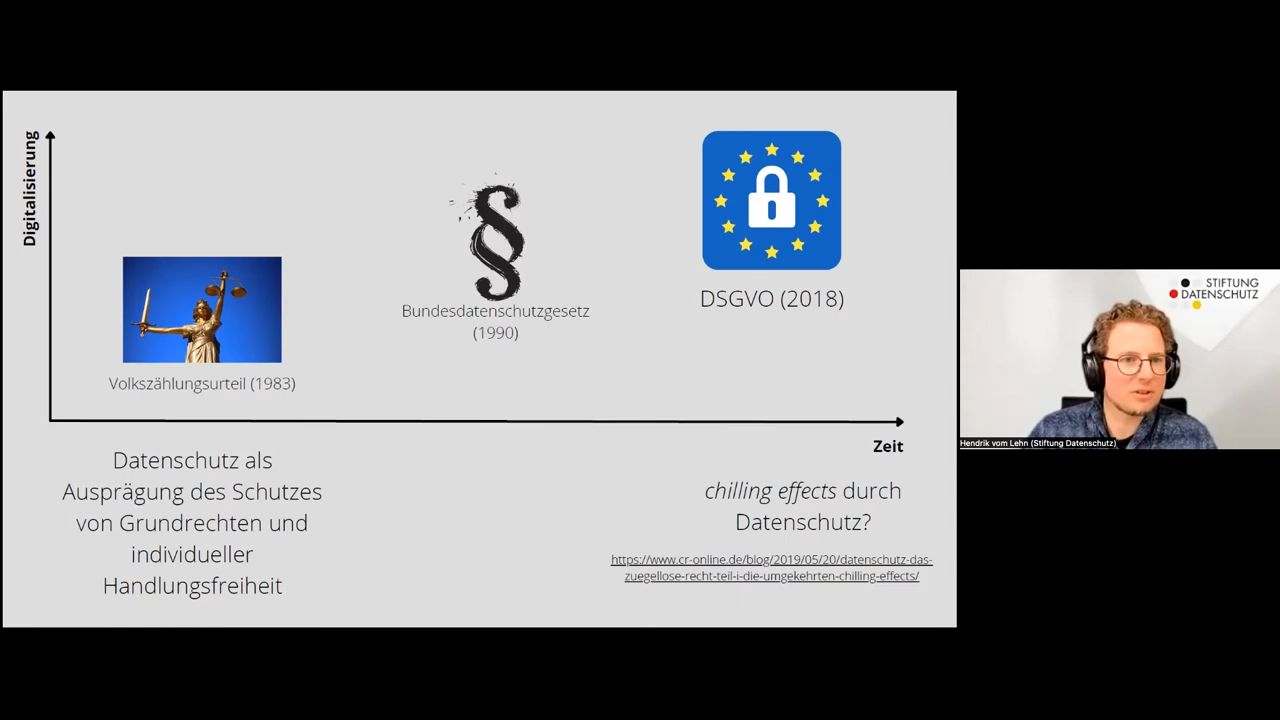 Digitalisierung
Volkszählungsurteil (1983)
§
Bundesdatenschutzgesetz
(1990)
DSGVO (2018)
Zeit
Datenschutz als
Ausprägung des Schutzes
von Grundrechten und
individueller
Handlungsfreiheit
chilling effects durch
Datenschutz?
https://www.cr-online.de/blog/2019/05/20/datenschutz-das-
zuegellose-recht-teil-i-die-umgekehrten-chilling-effects/
STIFTUNG
DATENSCHUTZ
Hendrik vom Lehn (Stiftung Datenschutz)